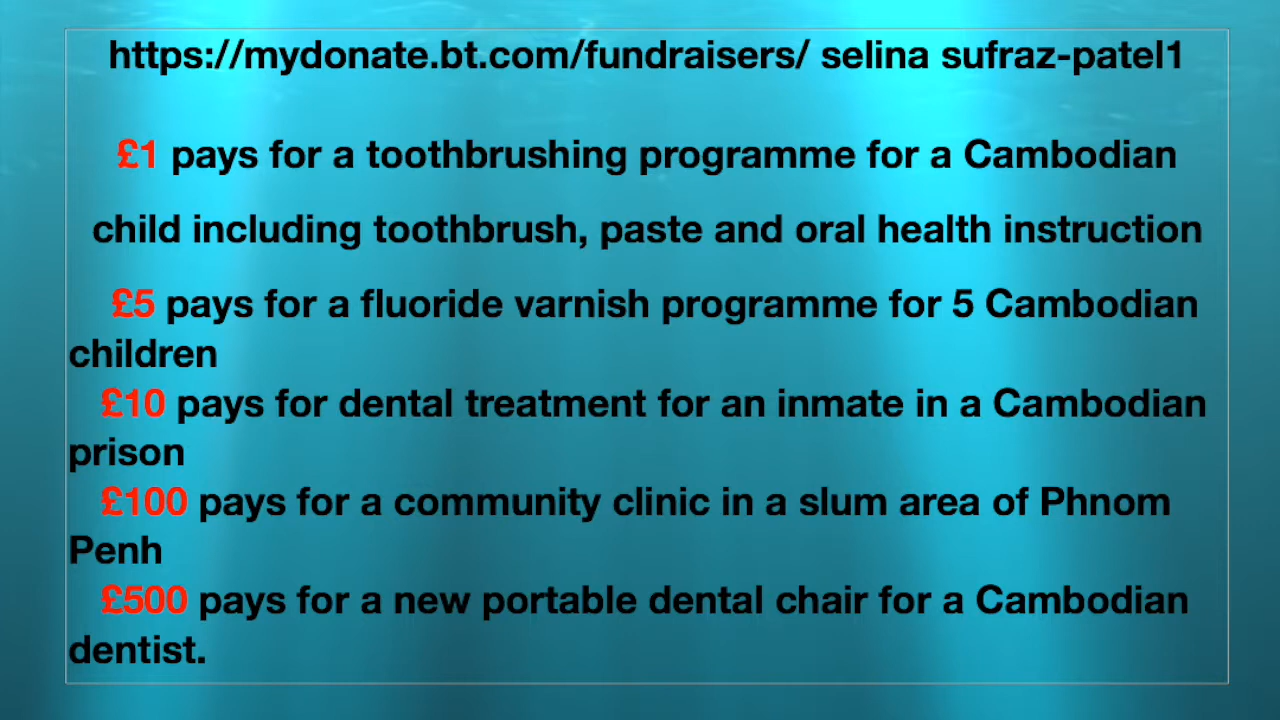 https://mydonate.bt.com/fundraisers/ selina sufraz-patel1
£1 pays for a toothbrushing programme for a Cambodian
child including toothbrush, paste and oral health instruction
£5 pays for a fluoride varnish programme for 5 Cambodian
children
£10 pays for dental treatment for an inmate in a Cambodian
prison
£100 pays for a community clinic in a slum area of Phnom
Penh
£500 pays for a new portable dental chair for a Cambodian
dentist.